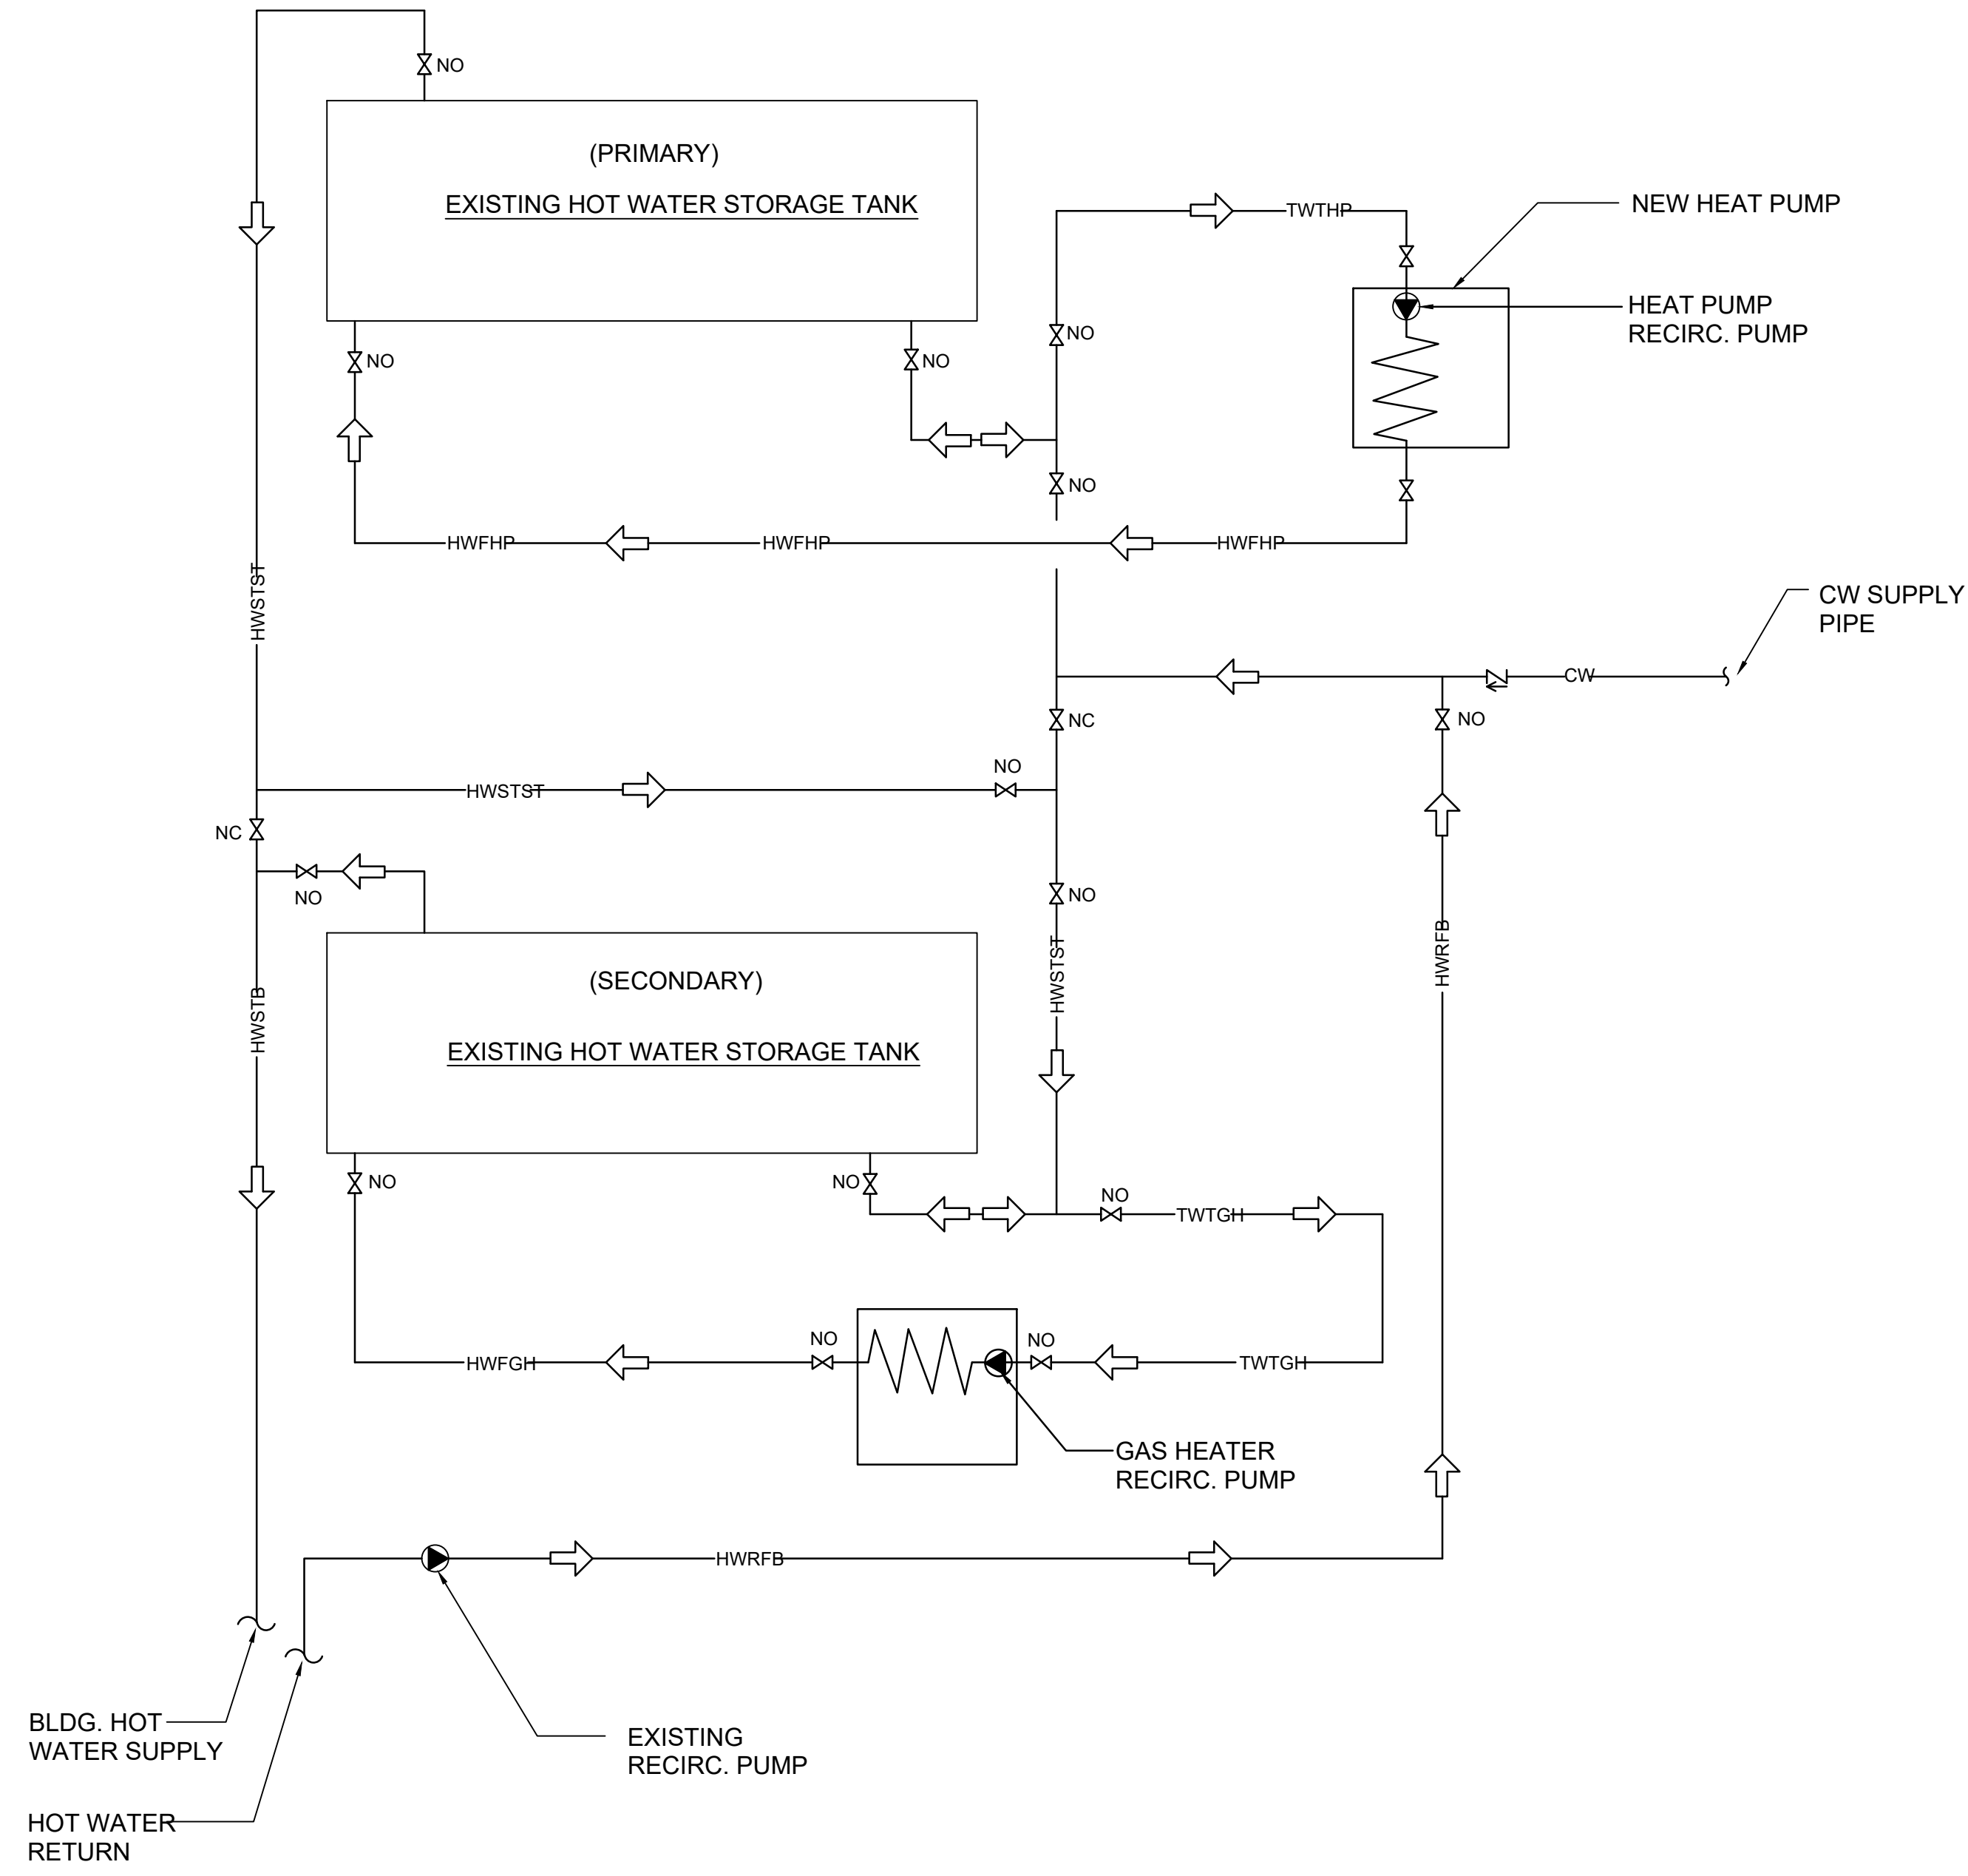 NO
(PRIMARY)
EXISTING HOT WATER STORAGE TANK
TWTHP
NEW HEAT PUMP
HEAT PUMP
RECIRC. PUMP
NO
NO
NO
NO
HWFHP
HWFHP
HWFHP
HWSTST
CW SUPPLY
PIPE
CW
NC
NO
NO
HWSTST
NC
NO
NO
HWSTST
HWRFB
(SECONDARY)
EXISTING HOT WATER STORAGE TANK
HWSTB
NO
NO
NO
TWTGH
NO
NO
HWFGH
TWTGH
GAS HEATER
RECIRC. PUMP
HWRFB
BLDG. HOT
WATER SUPPLY
EXISTING
RECIRC. PUMP
HOT WATER
RETURN